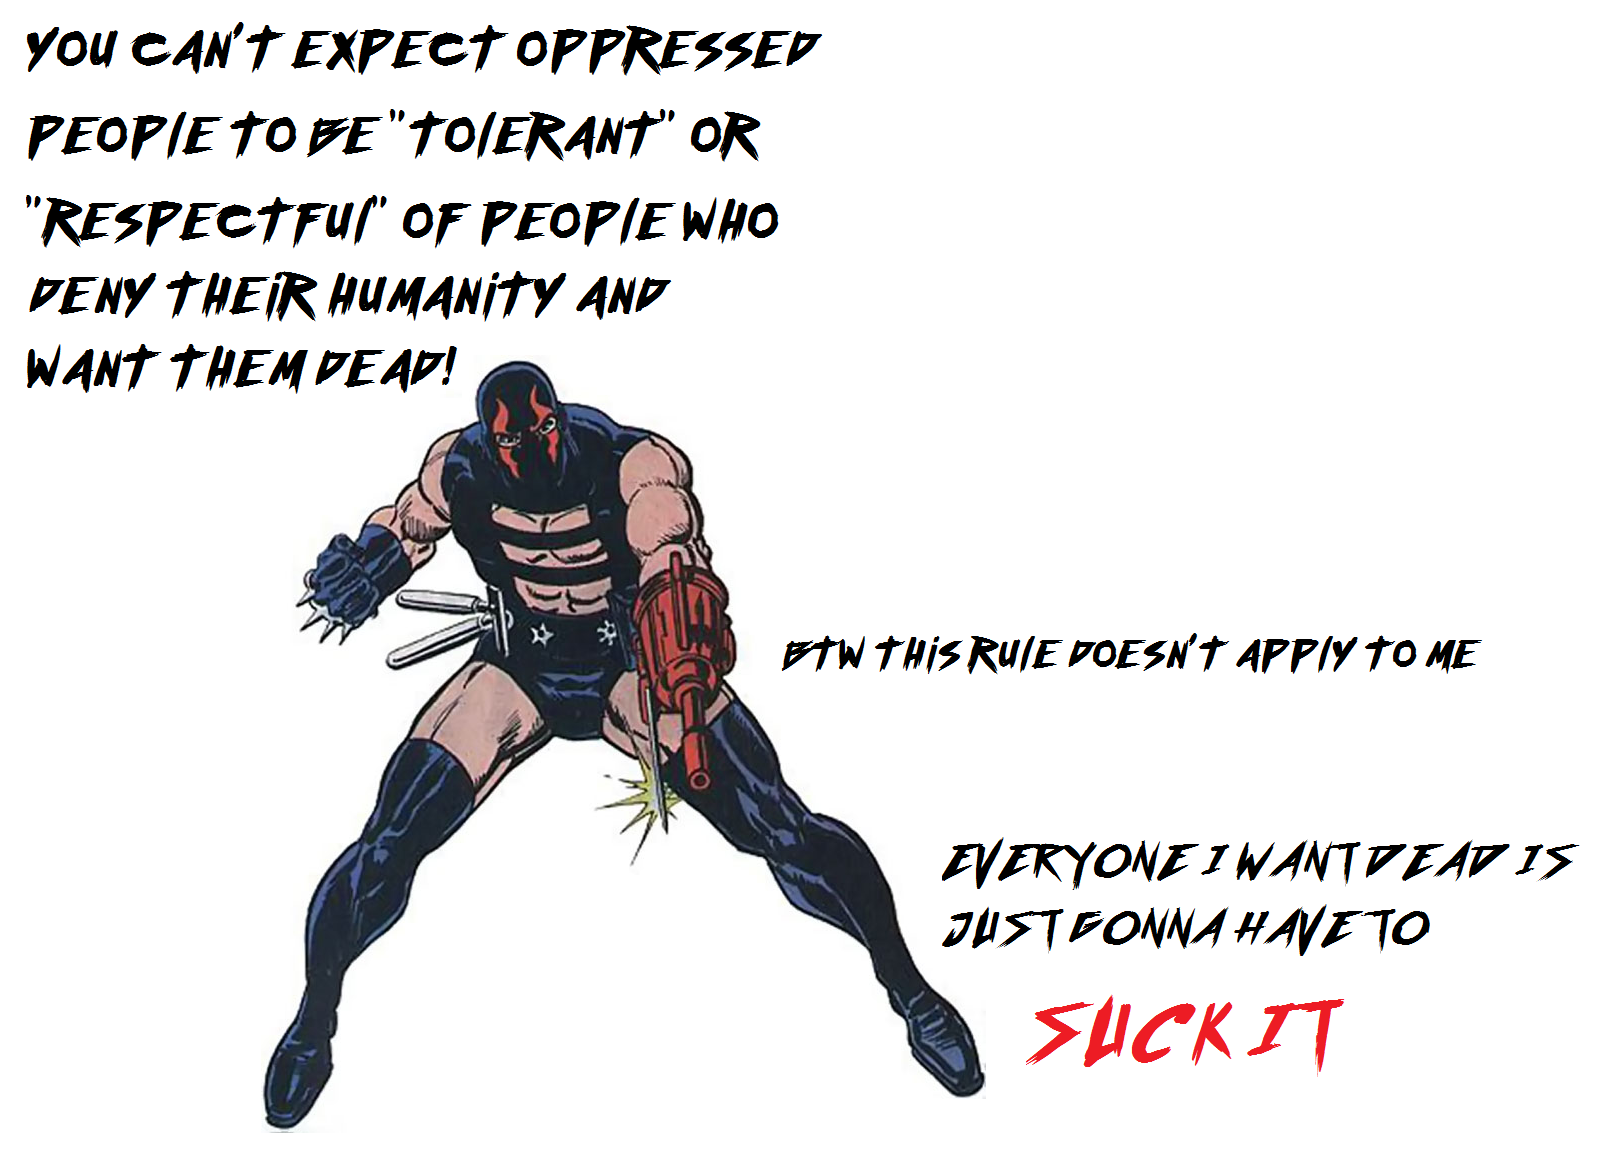 YOU CAN'T EXPECT OPPRESSED
PEOPlE TO BE "TOlERANT" OR
"RESPECTFUl" OF PEOPlE WHO
DENY THEiR HUMANiTY AND
WANT THEM DEAD!
BTW THiS RUlE DOESN'T APPlY TO ME
EVERYONE I WANT DEAD IS
JUST GONNA HAVE TO
SUCK IT